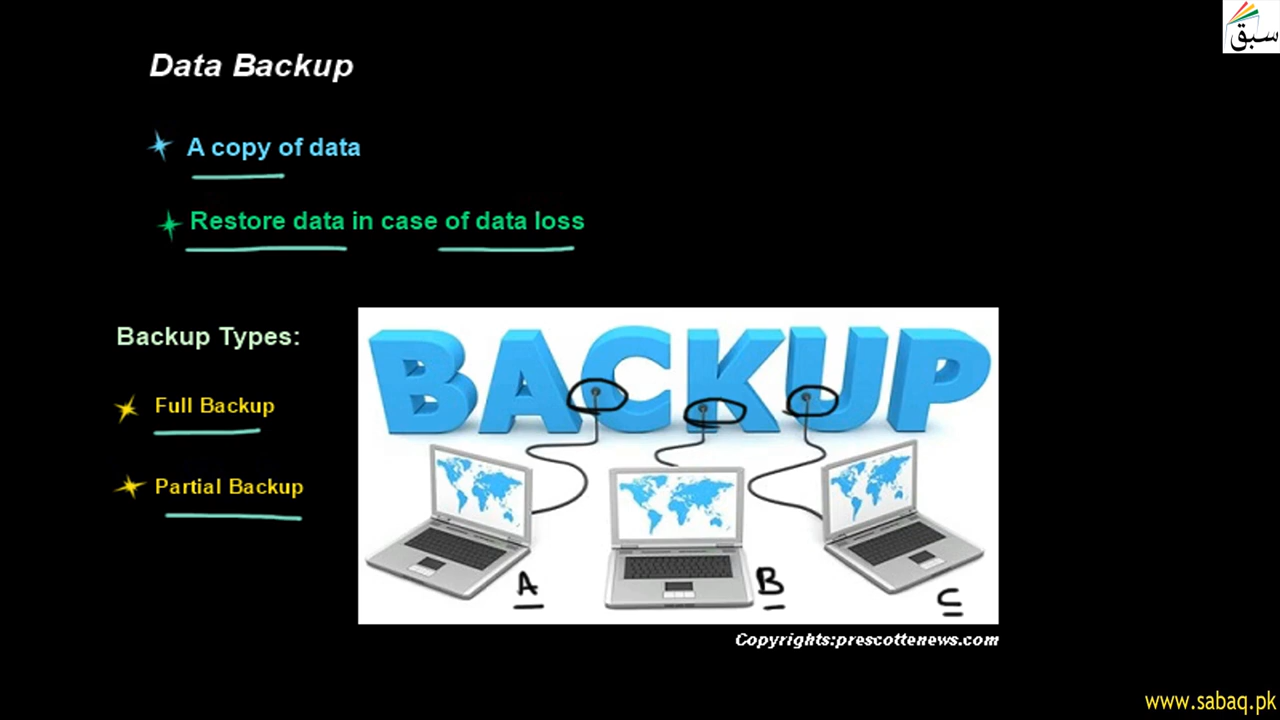 سبق
Data Backup
A copy of data
Restore data in case of data loss
Backup Types:
Full Backup
Partial Backup
BACKUP
A
B
C
Copyrights:prescottenews.com
www.sabaq.pk